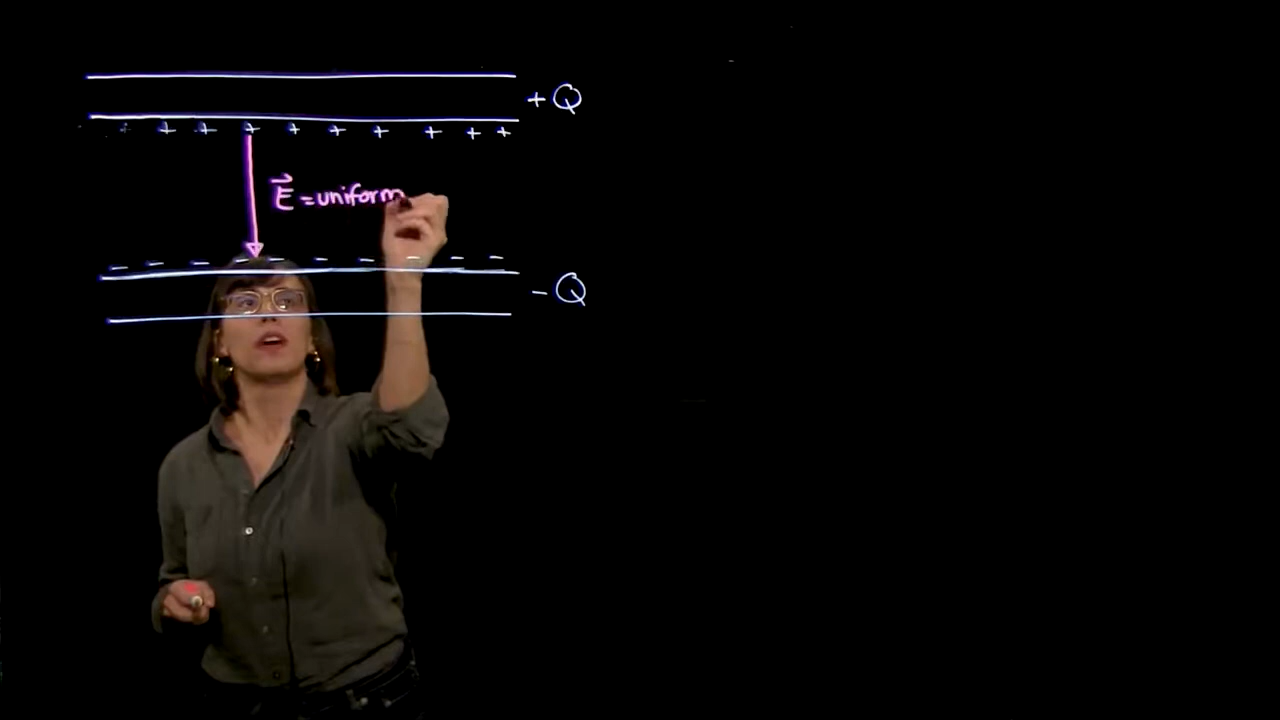 +Q
+ + + + + + + + + +
E⃗ = uniform
- - - - - - - - -
-Q